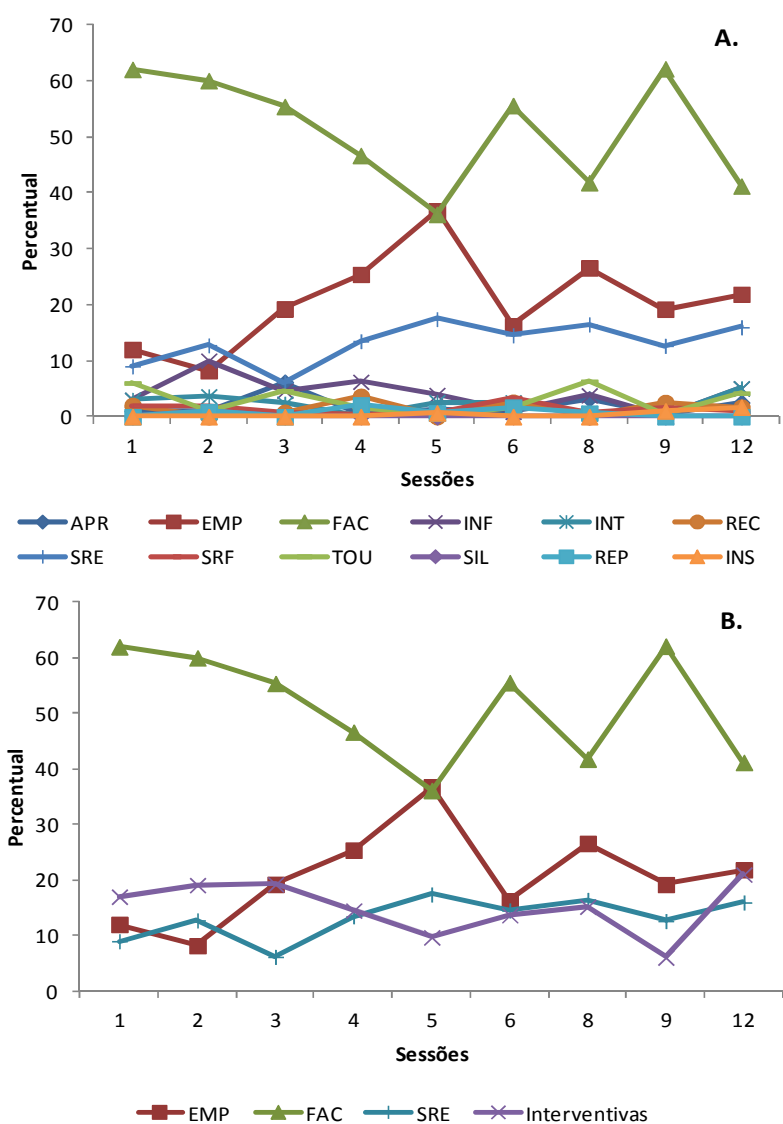 A.
70
60
50
40
30
20
10
0
Percentual
1 2 3 4 5 6 8 9 12
Sessões
APR EMP FAC INF INT REC
SRE SRF TOU SIL REP INS
B.
70
60
50
40
30
20
10
0
Percentual
1 2 3 4 5 6 8 9 12
Sessões
EMP FAC SRE Interventivas